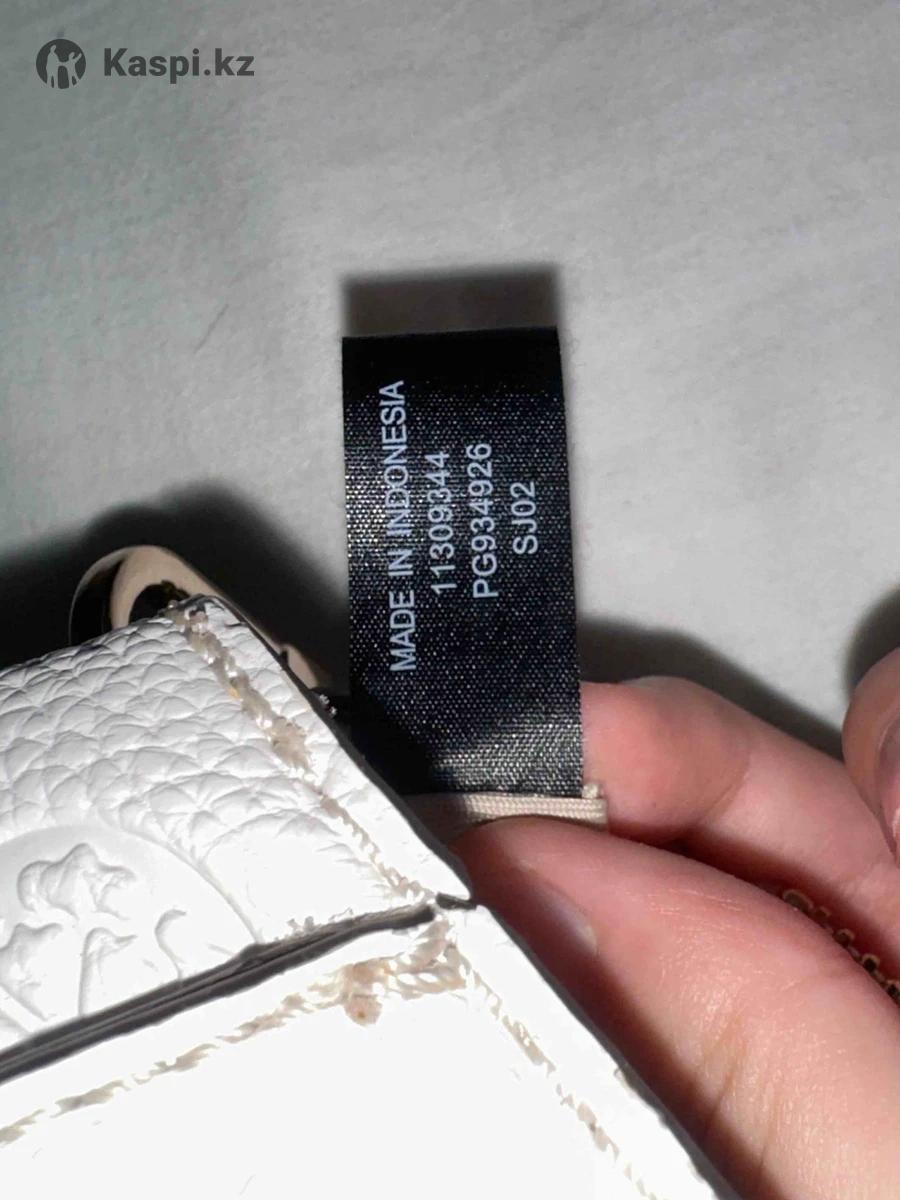 Kaspi.kz
MADE IN INDONESIA
11309344
PG934926
SJ02